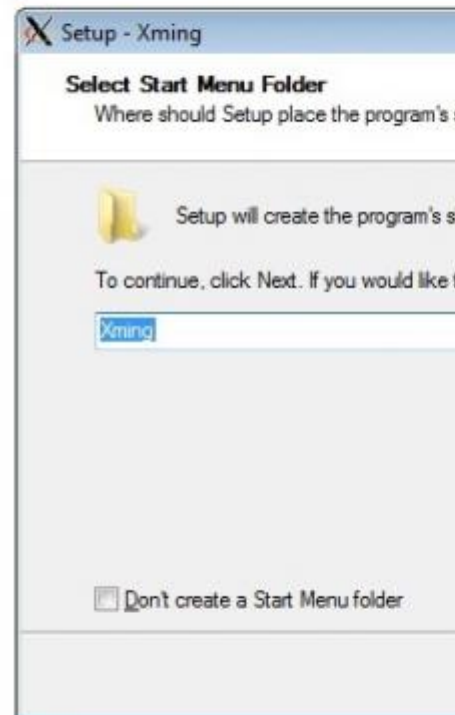 Setup - Xming
Select Start Menu Folder
Where should Setup place the program's
Setup will create the program's
To continue, click Next. If you would like
Xming
Don't create a Start Menu folder